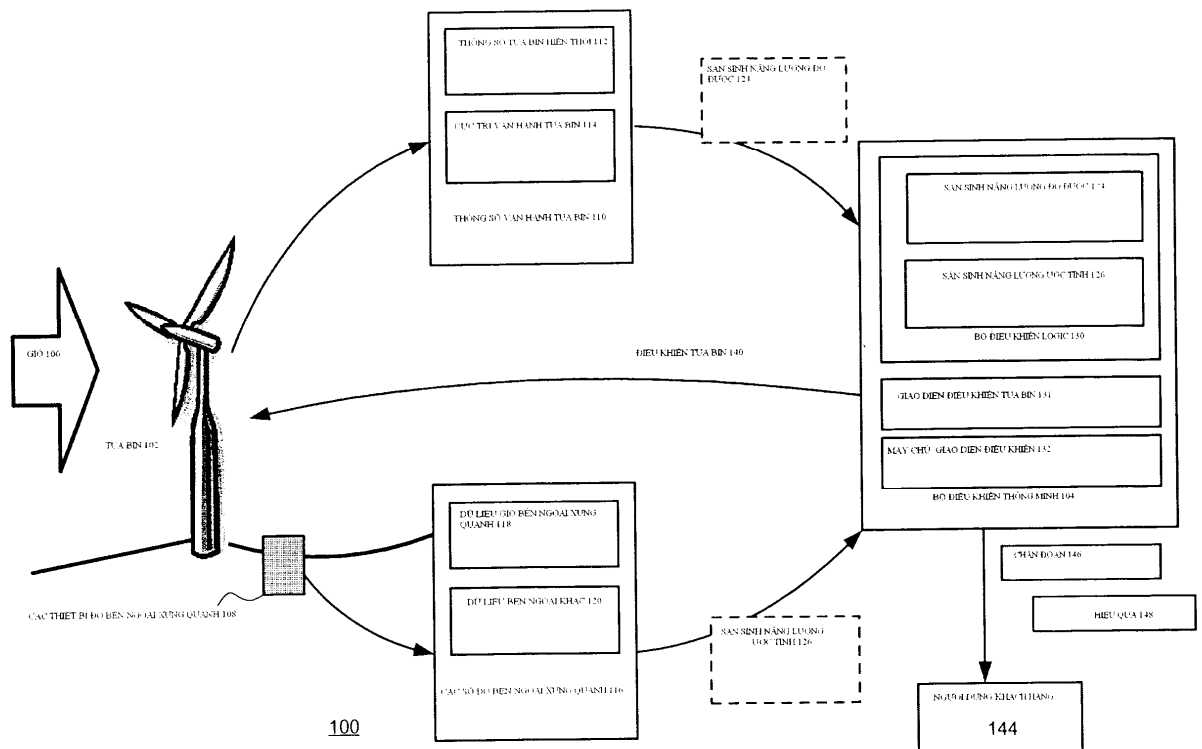 THÔNG SỐ TUA BIN HIỆN THỜI 112
CỰC TRỊ VẬN HÀNH TUA BIN 114
THÔNG SỐ VẬN HÀNH TUA BIN 110
SẢN SINH NĂNG LƯỢNG ĐO
ĐƯỢC 124
SẢN SINH NĂNG LƯỢNG ĐO ĐƯỢC 124
SẢN SINH NĂNG LƯỢNG ƯỚC TÍNH 126
BỘ ĐIỀU KHIỂN LOGIC 130
GIÓ 106
ĐIỀU KHIỂN TUA BIN 140
GIAO DIỆN ĐIỀU KHIỂN TUA BIN 131
TUA BIN 102
MÁY CHỦ GIAO DIỆN ĐIỀU KHIỂN 132
BỘ ĐIỀU KHIỂN THÔNG MINH 104
DỮ LIỆU GIÓ BÊN NGOÀI XUNG
QUANH 118
CHẨN ĐOÁN 146
DỮ LIỆU BÊN NGOÀI KHÁC 120
CÁC THIẾT BỊ ĐO BÊN NGOÀI XUNG QUANH 108
HIỆU QUẢ 148
SẢN SINH NĂNG LƯỢNG
ƯỚC TÍNH 126
CÁC SỐ ĐO BÊN NGOÀI XUNG QUANH 116
NGƯỜI DÙNG KHÁCH HÀNG
144
100